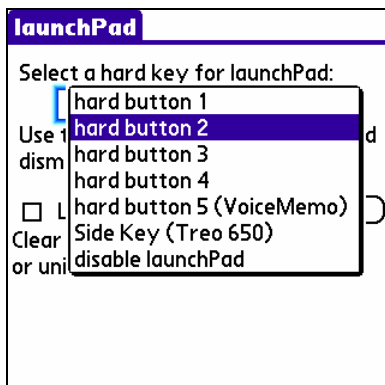 launchPad
Select a hard key for launchPad:
hard button 1
Use
hard button 2
hard button 3
dism
hard button 4
hard button 5 (VoiceMemo)
Side Key (Treo 650)
Clear
disable launchPad
or uni